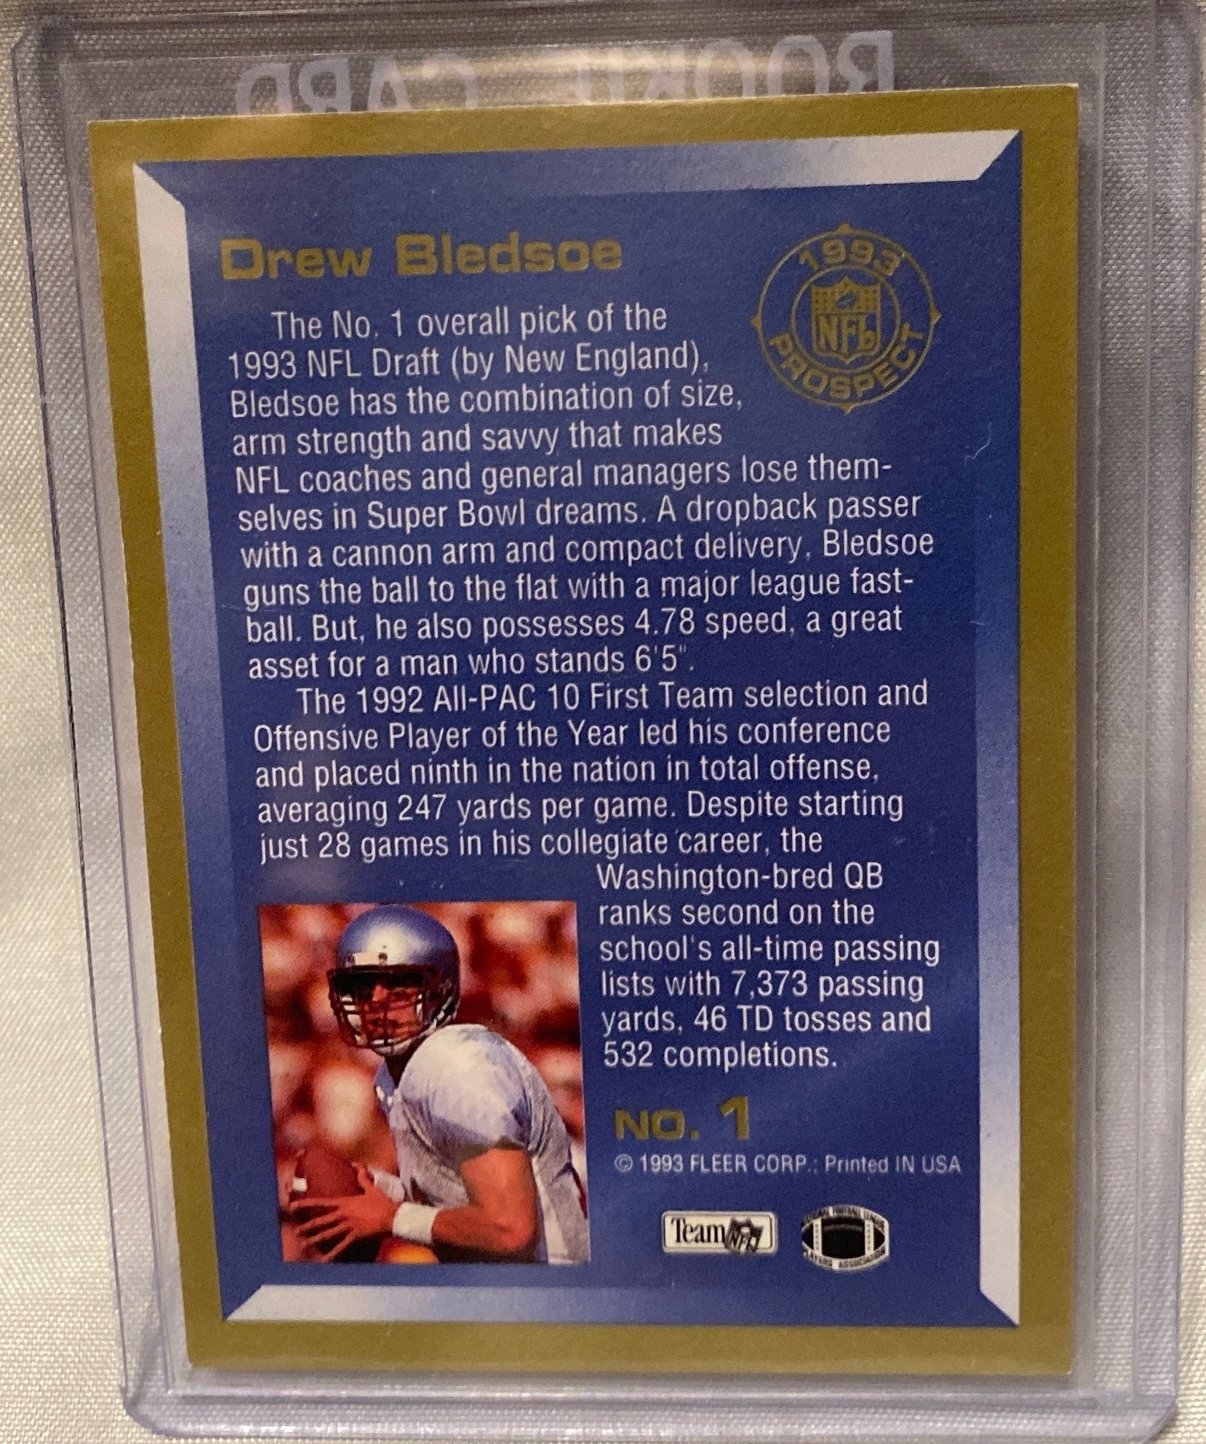 ROOKIE CARD
Drew Bledsoe
1993
NFL
PROSPECT
The No. 1 overall pick of the
1993 NFL Draft (by New England),
Bledsoe has the combination of size,
arm strength and savvy that makes
NFL coaches and general managers lose them-
selves in Super Bowl dreams. A dropback passer
with a cannon arm and compact delivery, Bledsoe
guns the ball to the flat with a major league fast-
ball. But, he also possesses 4.78 speed, a great
asset for a man who stands 6'5".
The 1992 All-PAC 10 First Team selection and
Offensive Player of the Year led his conference
and placed ninth in the nation in total offense,
averaging 247 yards per game. Despite starting
just 28 games in his collegiate career, the
Washington-bred QB
ranks second on the
school's all-time passing
lists with 7,373 passing
yards, 46 TD tosses and
532 completions.
NO. 1
© 1993 FLEER CORP.: Printed IN USA
Team NFL
NATIONAL FOOTBALL LEAGUE
PLAYERS ASSOCIATION